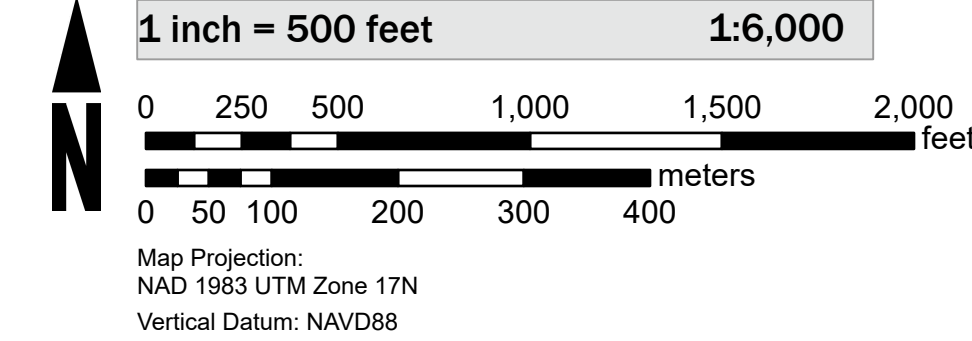 1 inch = 500 feet 1:6,000
0 250 500 1,000 1,500 2,000
feet
meters
0 50 100 200 300 400
N
Map Projection:
NAD 1983 UTM Zone 17N
Vertical Datum: NAVD88